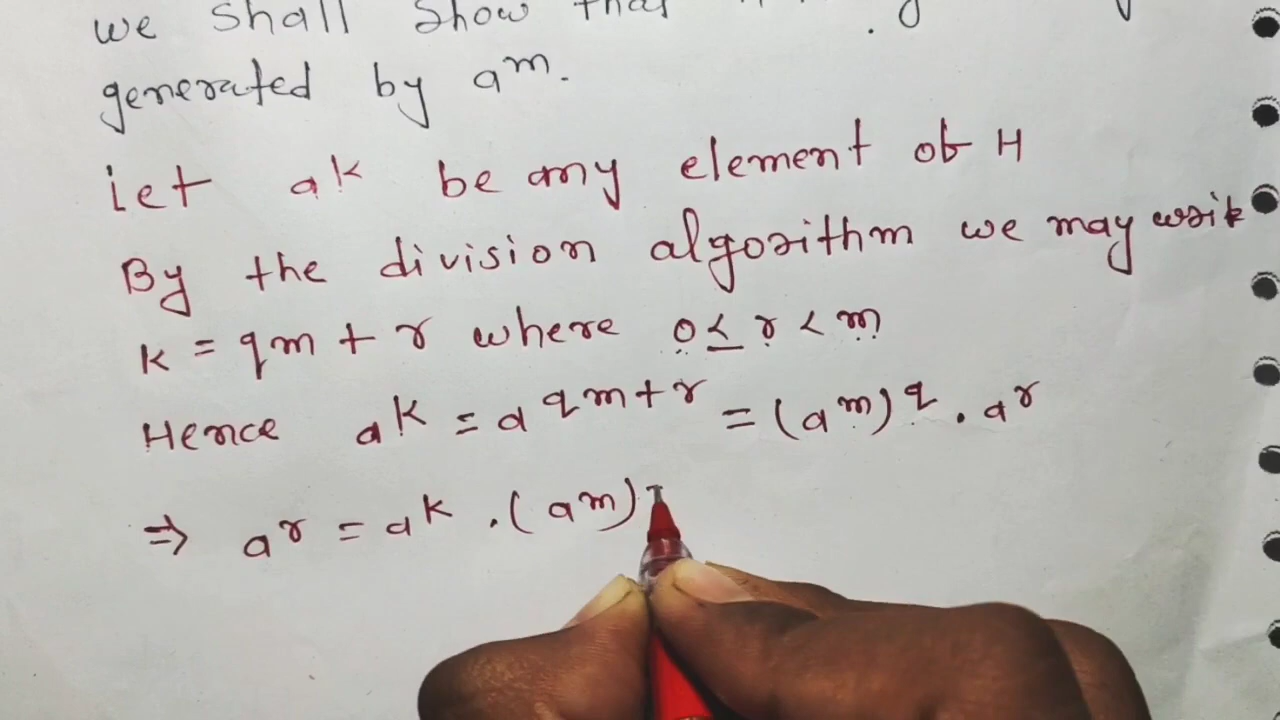 we shall show that
generated by a^m.
Let a^k be any element of H
By the division algorithm we may write
k = qm + r where 0 ≤ r < m
Hence a^k = a^qm+r = (a^m)^q . a^r
⇒ a^r = a^k . (a^m)